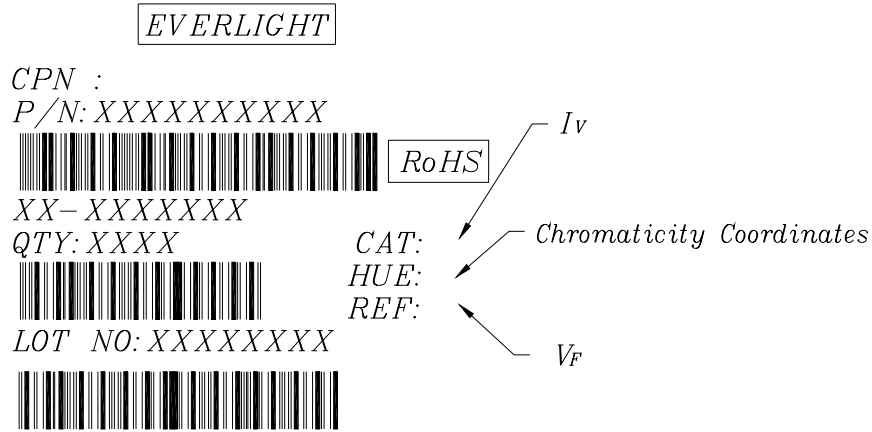 EVERLIGHT
CPN :
P/N: XXXXXXXXXX
RoHS
XX-XXXXXXX
QTY: XXXX
CAT:
HUE:
REF:
LOT NO: XXXXXXXX
Iv
Chromaticity Coordinates
VF